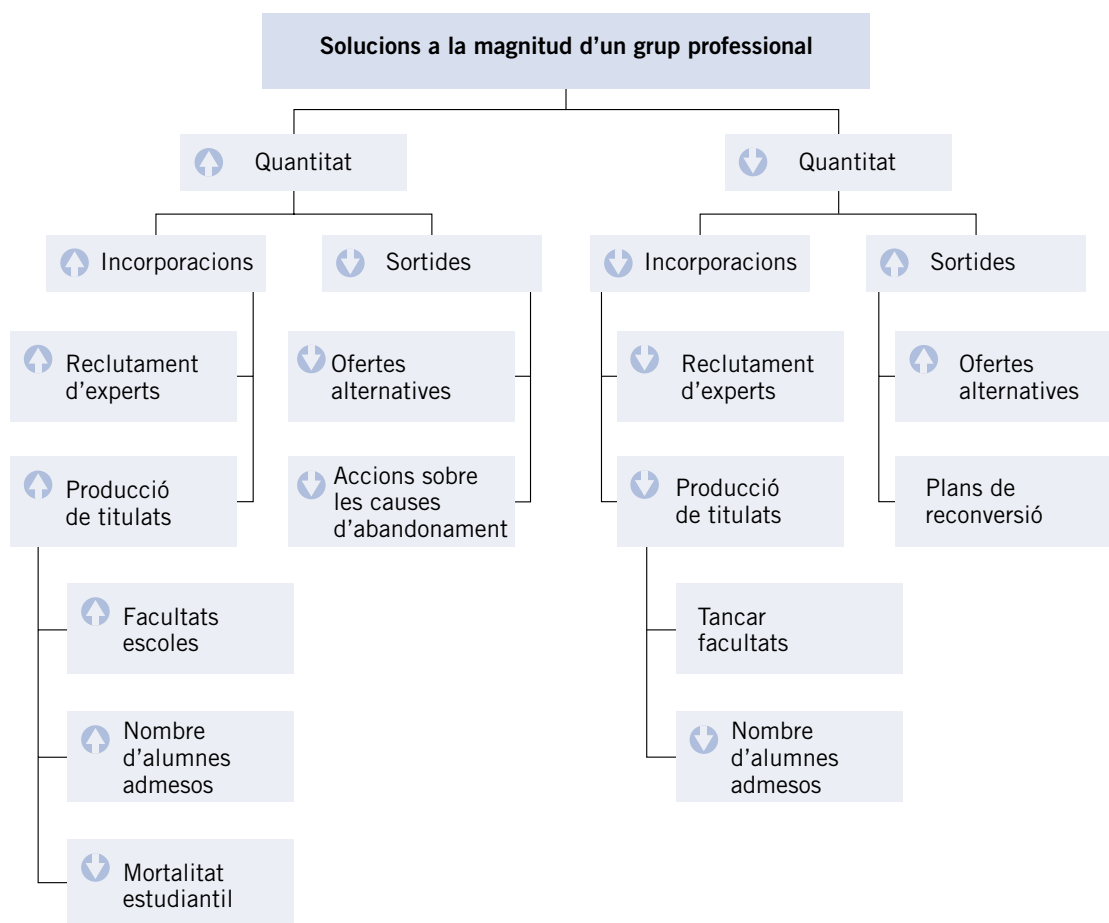 Solucions a la magnitud d’un grup professional
Quantitat
Quantitat
Incorporacions
Sortides
Incorporacions
Sortides
Reclutament
d’experts
Ofertes
alternatives
Reclutament
d’experts
Ofertes
alternatives
Producció
de titulats
Accions sobre
les causes
d’abandonament
Producció
de titulats
Plans de
reconversió
Facultats
escoles
Tancar
facultats
Nombre
d’alumnes
admesos
Nombre
d’alumnes
admesos
Mortalitat
estudiantil